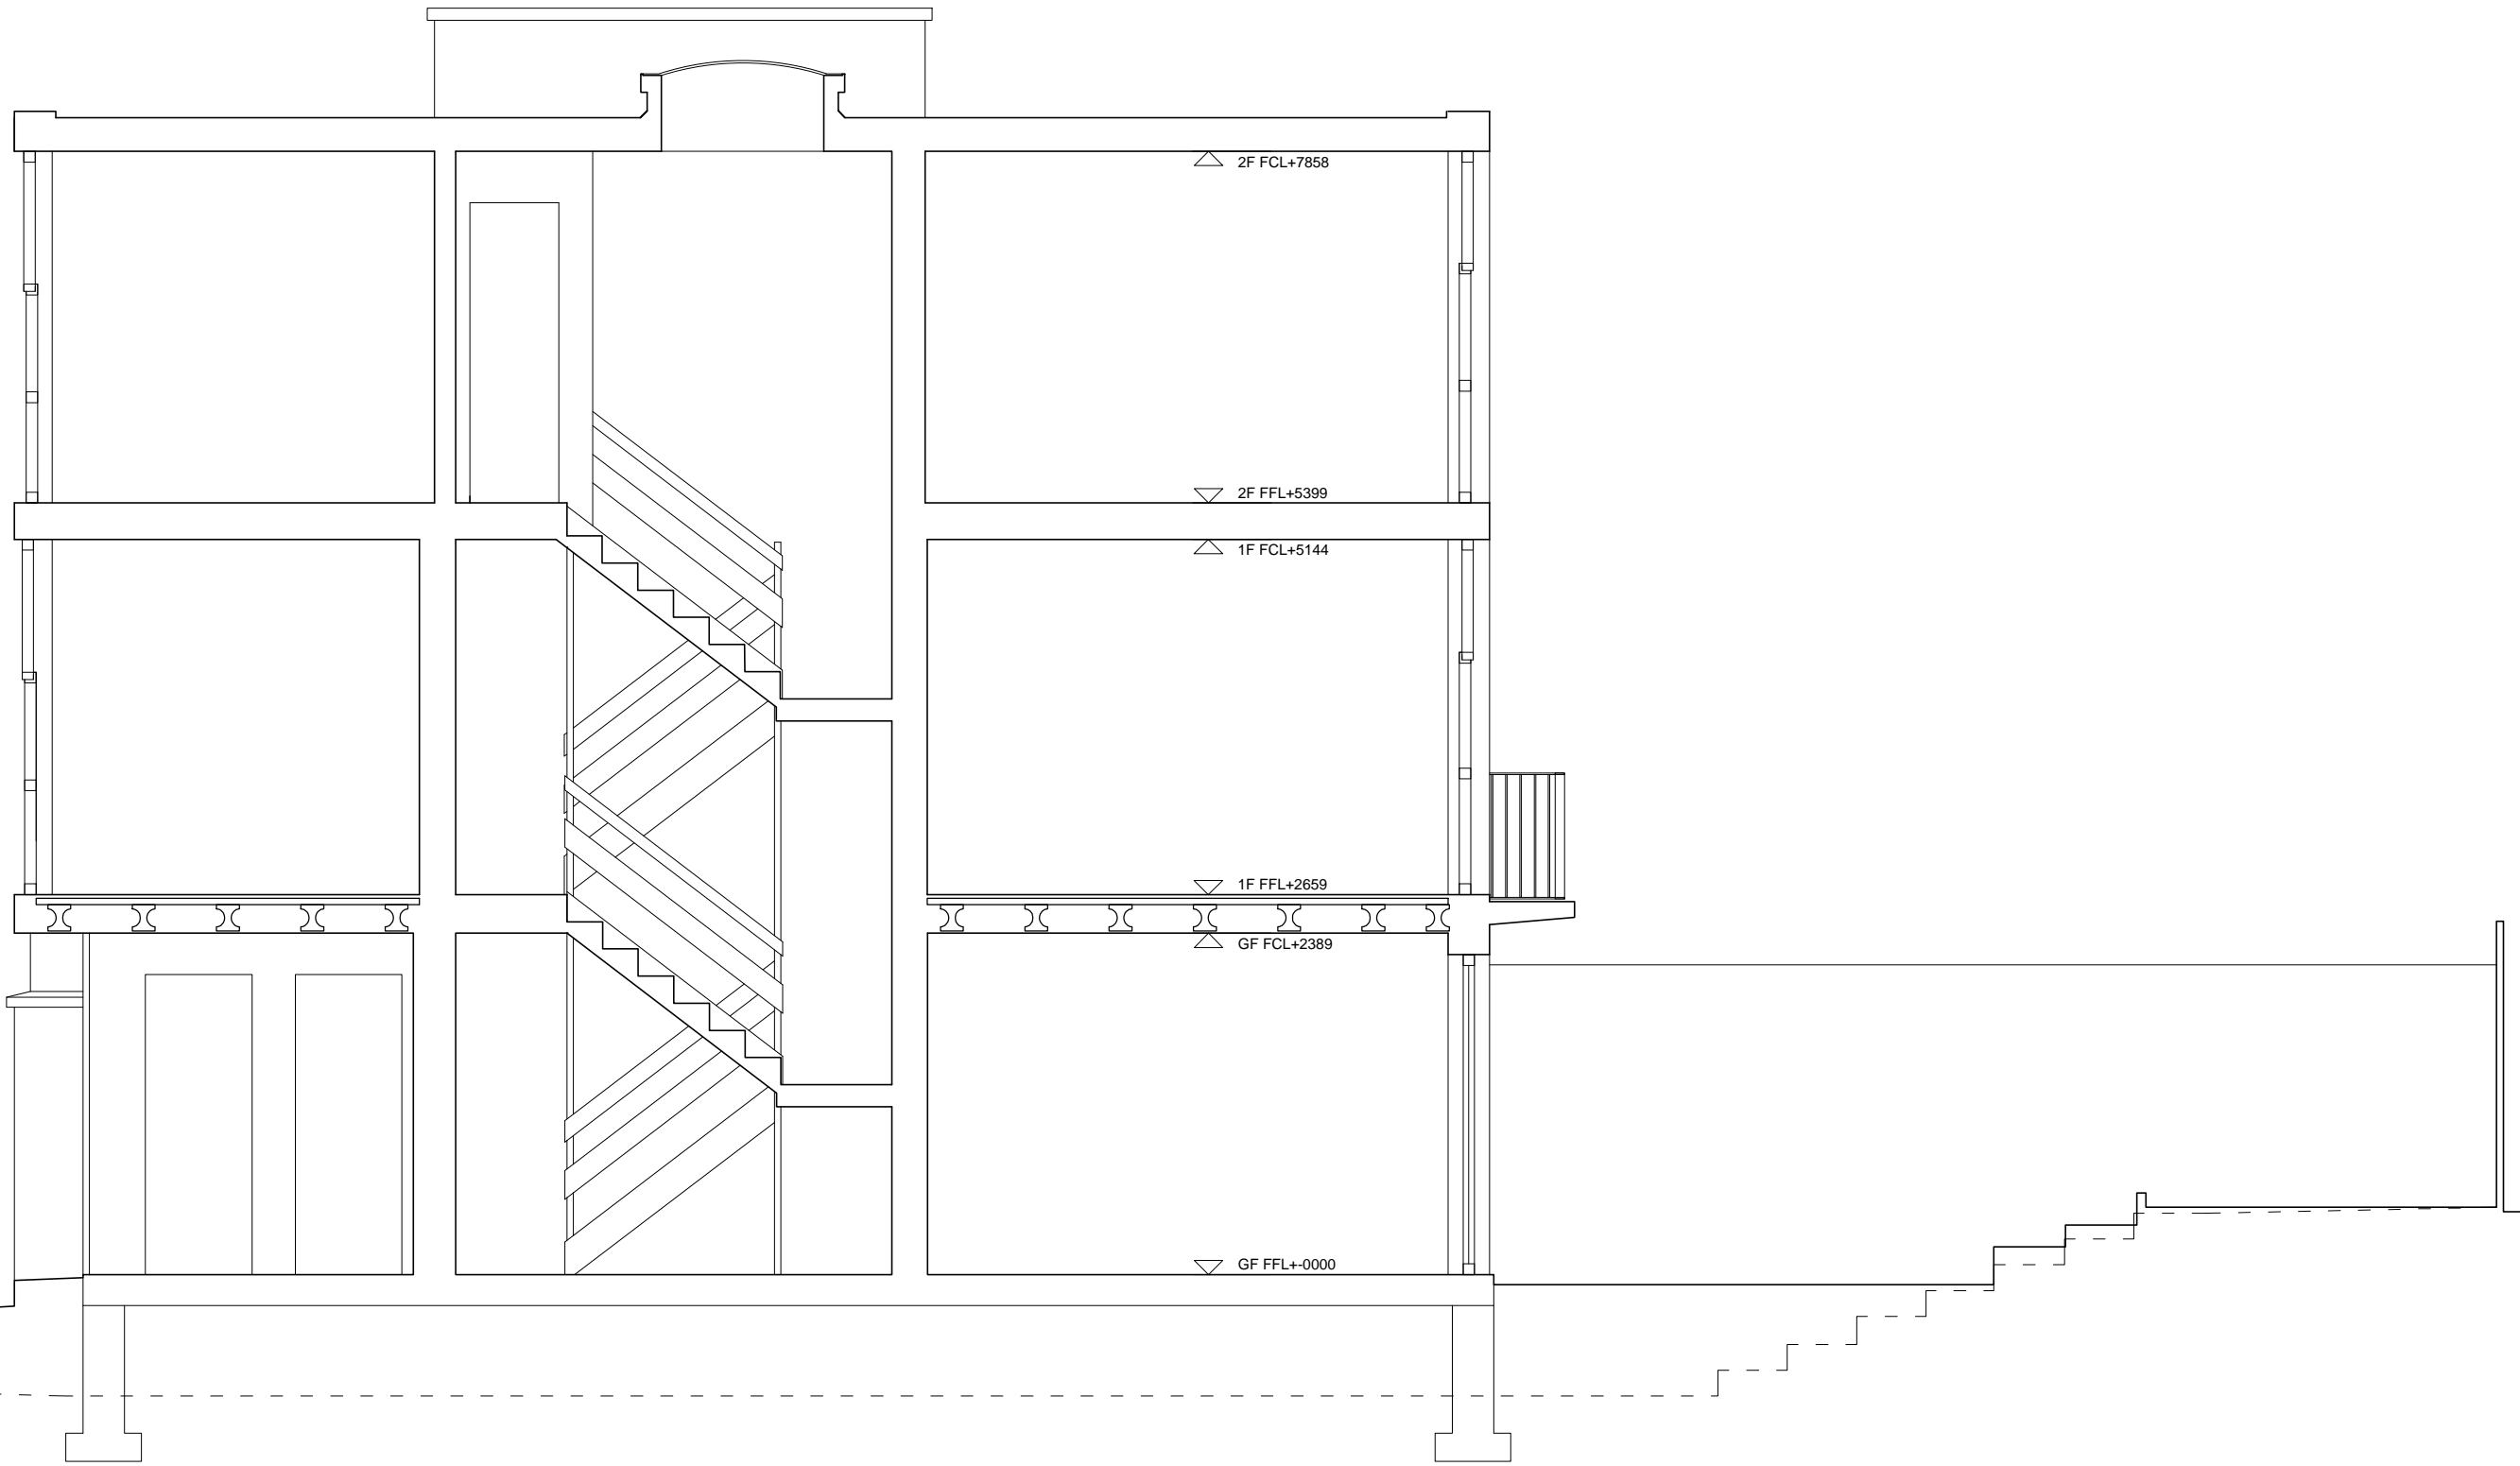 2F FCL+7858
2F FFL+5399
1F FCL+5144
1F FFL+2659
GF FCL+2389
GF FFL+-0000